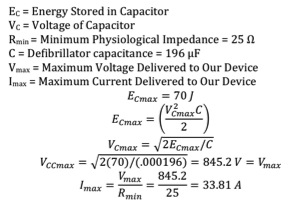 E_C = Energy Stored in Capacitor
V_C = Voltage of Capacitor
R_min = Minimum Physiological Impedance = 25 Ω
C = Defibrillator capacitance = 196 μF
V_max = Maximum Voltage Delivered to Our Device
I_max = Maximum Current Delivered to Our Device
E_Cmax = 70 J
E_Cmax = (V²_Cmax C / 2)
V_Cmax = √(2E_Cmax/C)
V_CCmax = √(2(70)/(.000196)) = 845.2 V = V_max
I_max = V_max / R_min = 845.2 / 25 = 33.81 A